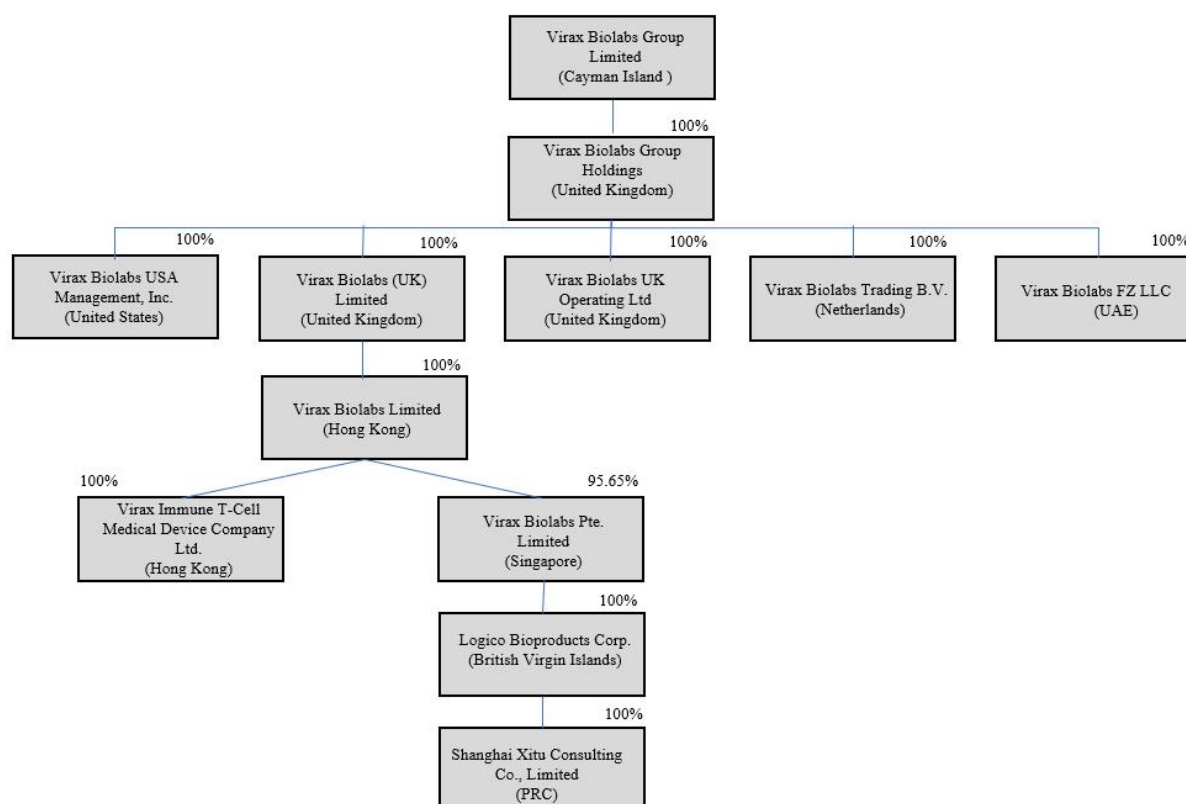 Virax Biolabs Group
Limited
(Cayman Island )
100%
Virax Biolabs Group
Holdings
(United Kingdom)
100%
Virax Biolabs USA
Management, Inc.
(United States)
100%
Virax Biolabs (UK)
Limited
(United Kingdom)
100%
Virax Biolabs UK
Operating Ltd
(United Kingdom)
100%
Virax Biolabs Trading B.V.
(Netherlands)
100%
Virax Biolabs FZ LLC
(UAE)
100%
Virax Biolabs Limited
(Hong Kong)
100%
Virax Immune T-Cell
Medical Device Company
Ltd.
(Hong Kong)
95.65%
Virax Biolabs Pte.
Limited
(Singapore)
100%
Logico Bioproducts Corp.
(British Virgin Islands)
100%
Shanghai Xitu Consulting
Co., Limited
(PRC)